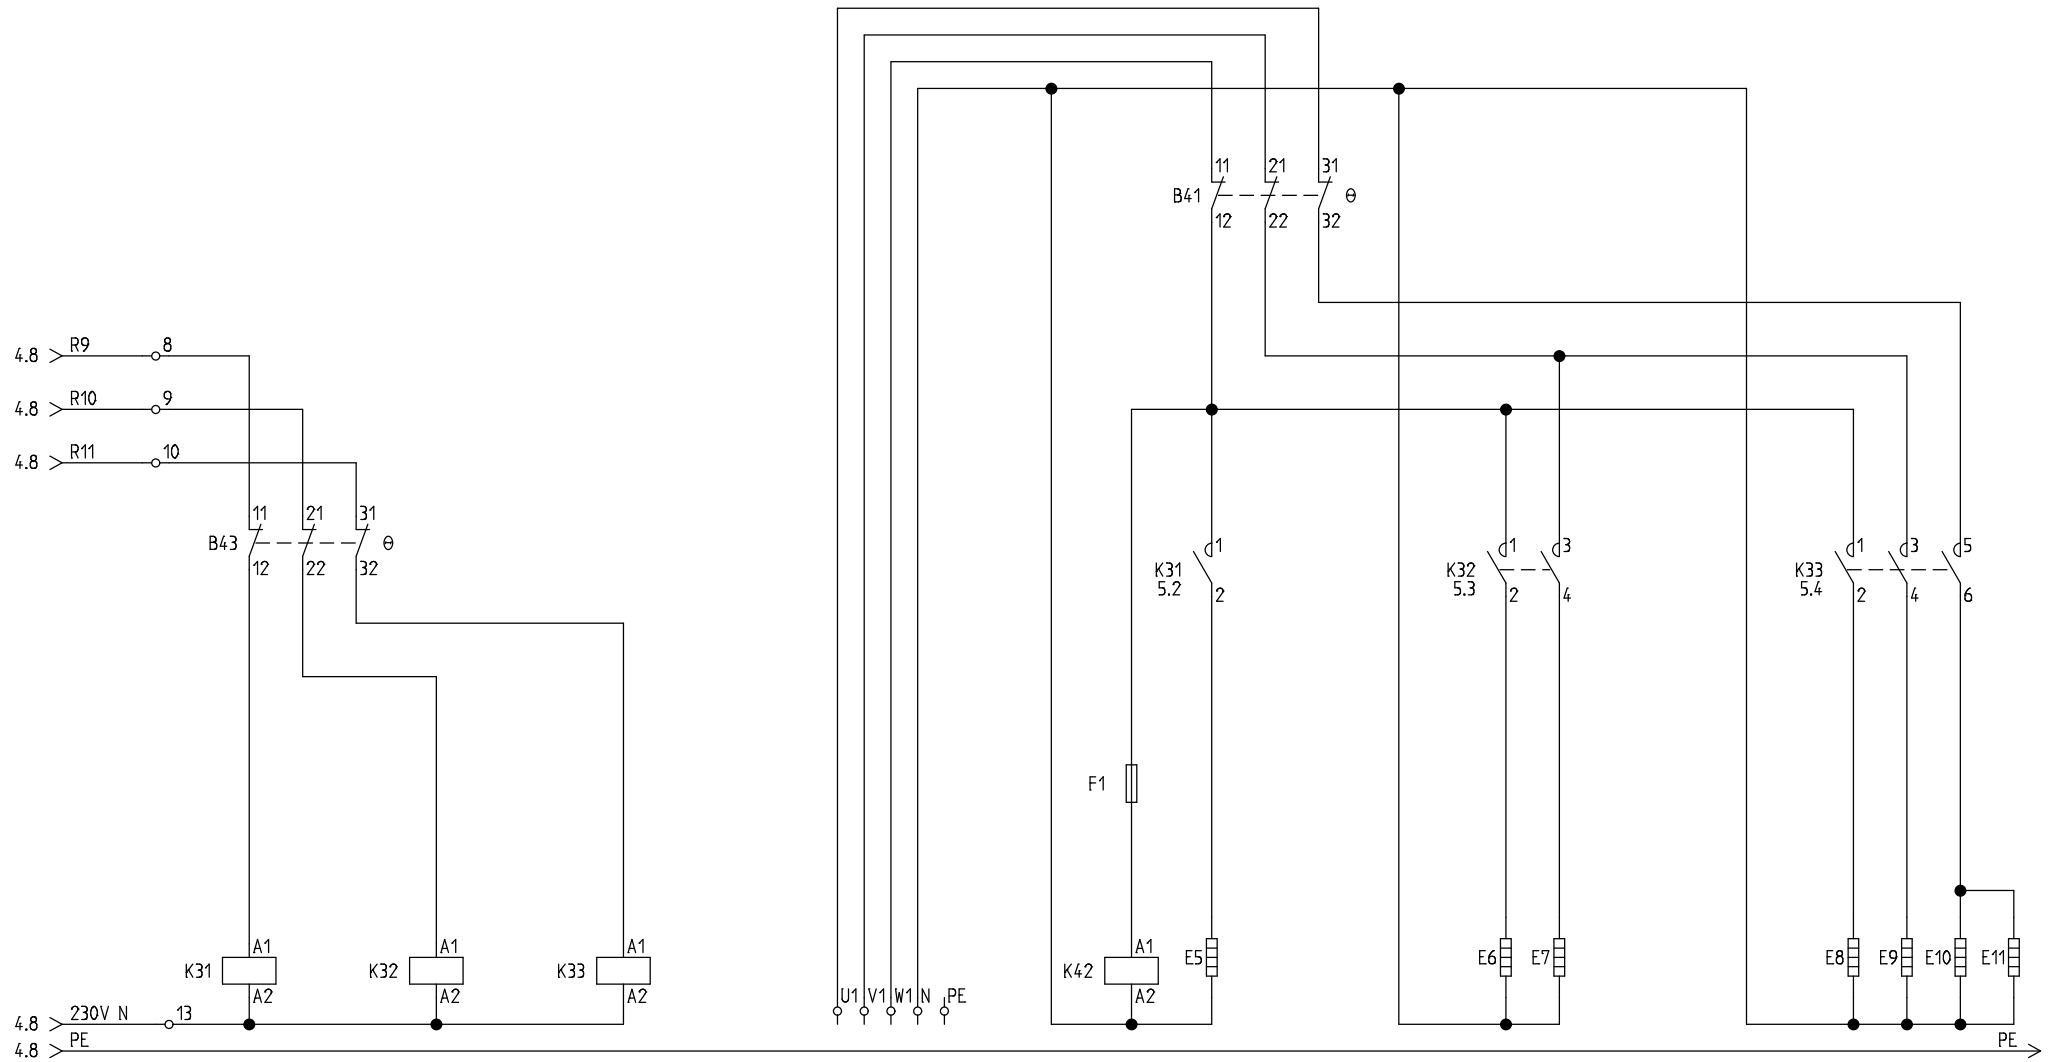 11 21 31
B41 θ
12 22 32
4.8 R9 8
4.8 R10 9
4.8 R11 10
11 21 31
B43 θ
12 22 32
1 1 3 1 3 5
K31 K32 K33
5.2 5.3 5.4
2 2 4 2 4 6
F1
A1 A1 A1 A1
K31 K32 K33 K42 E5 E6 E7 E8 E9 E10 E11
A2 A2 A2 U1 V1 W1 N PE A2
4.8 230V N 13
4.8 PE PE